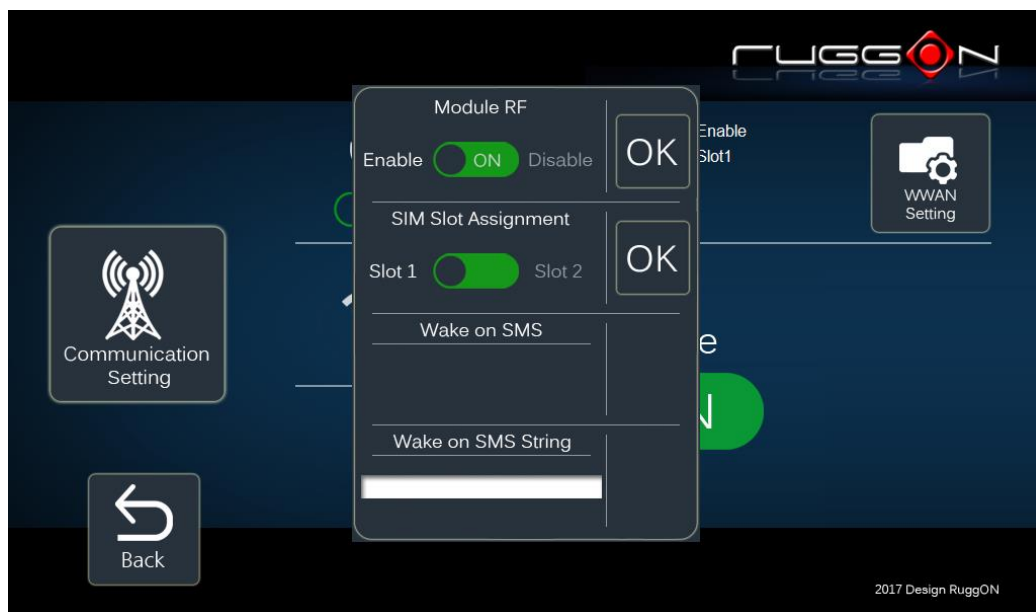 ruggON
Module RF
Enable ON Disable
OK
Enable
Slot1
WWAN
Setting
SIM Slot Assignment
Slot 1 Slot 2
OK
Communication
Setting
Wake on SMS
Wake on SMS String
Back
2017 Design RuggON